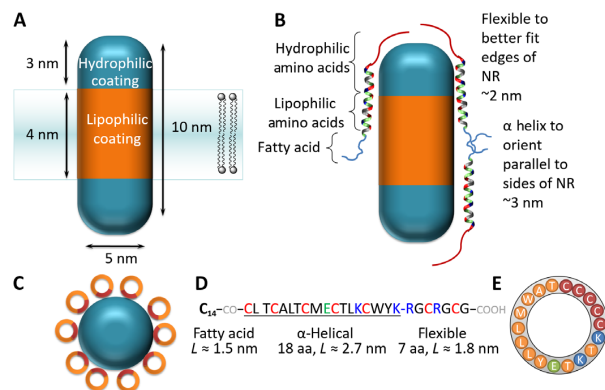 A
3 nm
Hydrophilic
coating
4 nm
Lipophilic
coating
10 nm
5 nm
B
Hydrophilic
amino acids
Lipophilic
amino acids
Fatty acid
Flexible to
better fit
edges of
NR
~2 nm
α helix to
orient
parallel to
sides of NR
~3 nm
C
D
C₁₄–CO–CLTCALTCMECTLKCWYK-RGCRGCG–COOH
Fatty acid α-Helical Flexible
L ≈ 1.5 nm 18 aa, L ≈ 2.7 nm 7 aa, L ≈ 1.8 nm
E
M W A T C C C C C K T K T E Y L L L